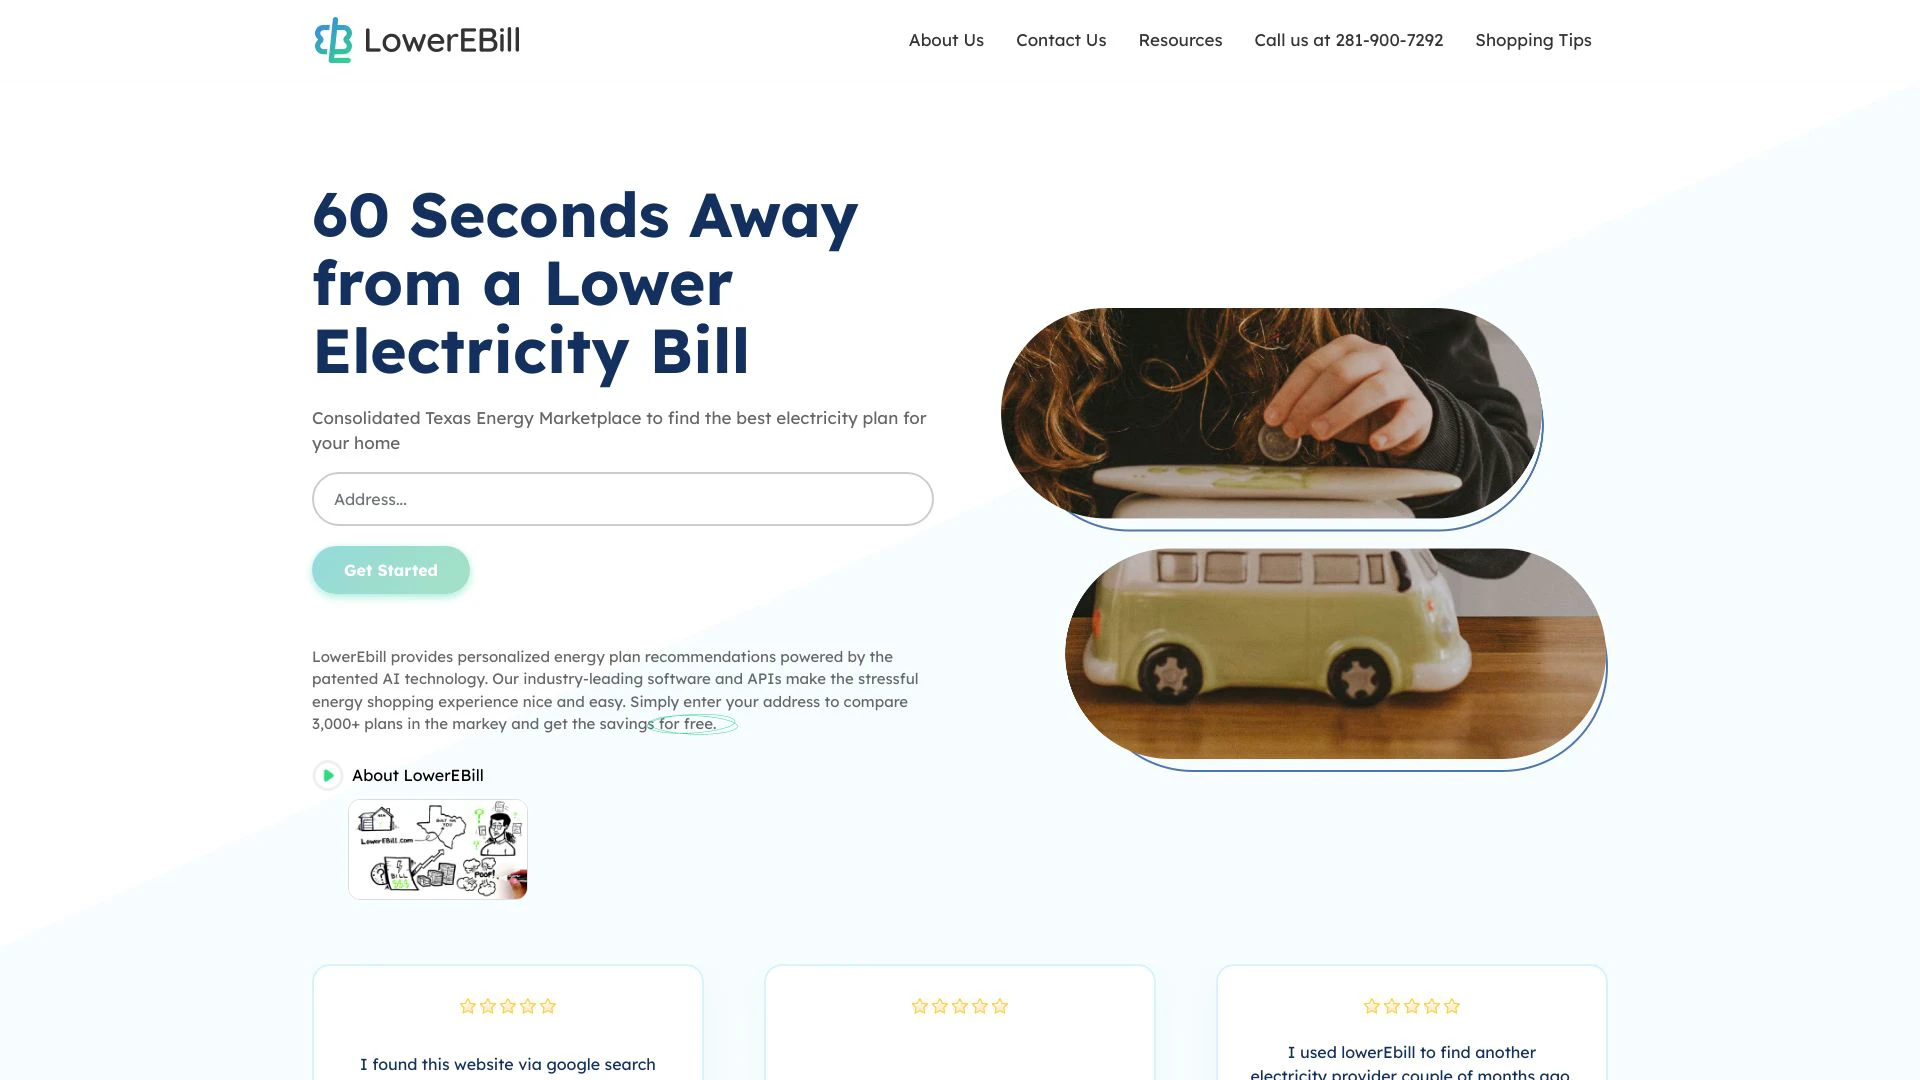 LowerEBill
About Us
Contact Us
Resources
Call us at 281-900-7292
Shopping Tips
60 Seconds Away
from a Lower
Electricity Bill
Consolidated Texas Energy Marketplace to find the best electricity plan for
your home
Address...
Get Started
LowerEbill provides personalized energy plan recommendations powered by the
patented AI technology. Our industry-leading software and APIs make the stressful
energy shopping experience nice and easy. Simply enter your address to compare
3,000+ plans in the markey and get the savings for free.
About LowerEBill
BUILT FOR
YOU
LowerEBill.com
BILL
$$$
POOF!
I found this website via google search
I used lowerEbill to find another
electricity provider couple of months ago